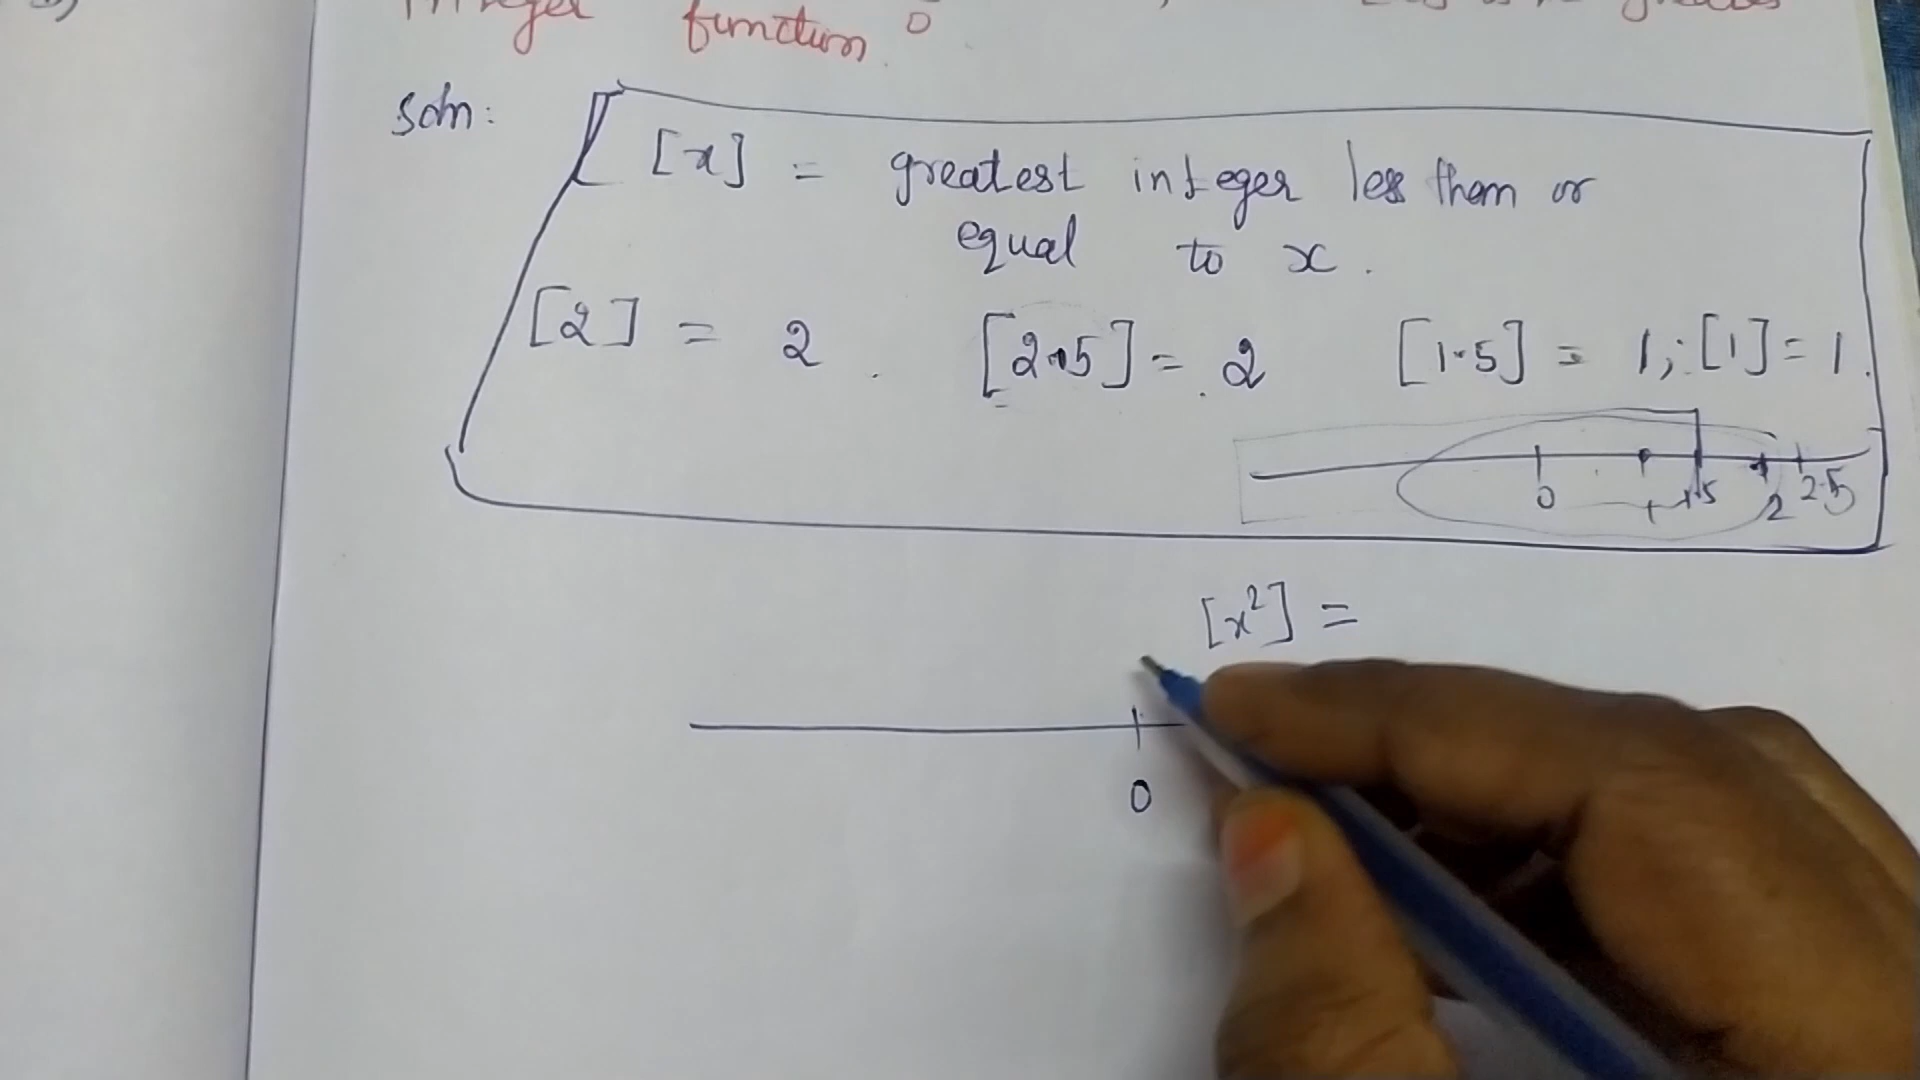 function
Soln:
[x] = greatest integer less than or
equal to x.
[2] = 2. [2.5] = 2 [1.5] = 1; [1] = 1.
0 1 1.5 2 2.5
[x²] =
0